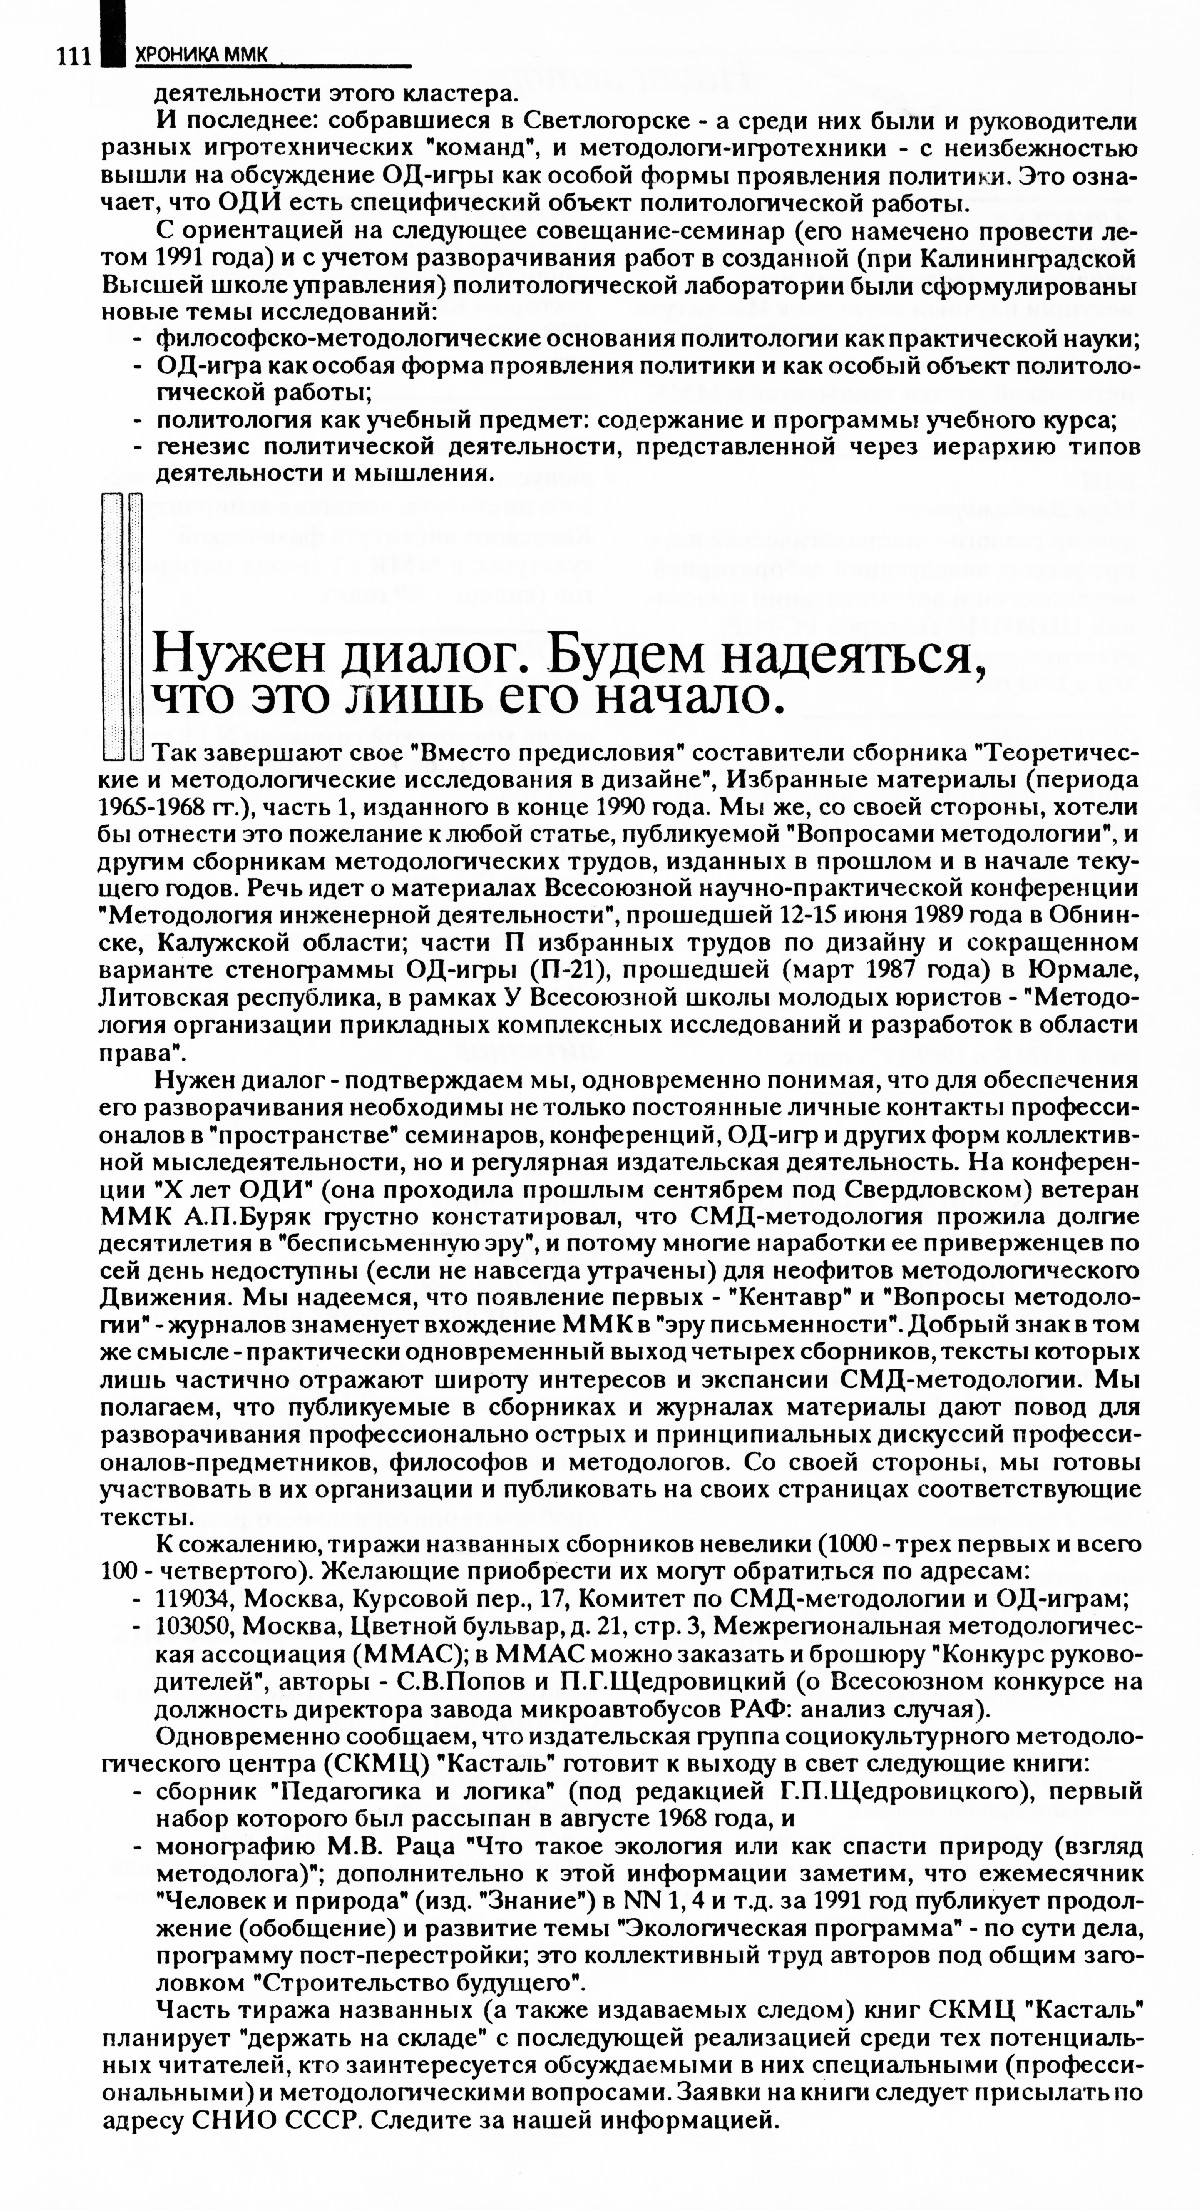 111 ХРОНИКА ММК
деятельности этого кластера.
И последнее: собравшиеся в Светлогорске - а среди них были и руководители
разных игротехнических "команд", и методологи-игротехники - с неизбежностью
вышли на обсуждение ОД-игры как особой формы проявления политики. Это озна-
чает, что ОДИ есть специфический объект политологической работы.
С ориентацией на следующее совещание-семинар (его намечено провести ле-
том 1991 года) и с учетом разворачивания работ в созданной (при Калининградской
Высшей школе управления) политологической лаборатории были сформулированы
новые темы исследований:
- философско-методологические основания политологии как практической науки;
- ОД-игра как особая форма проявления политики и как особый объект политоло-
гической работы;
- политология как учебный предмет: содержание и программы учебного курса;
- генезис политической деятельности, представленной через иерархию типов
деятельности и мышления.
Нужен диалог. Будем надеяться,
что это лишь его начало.
Так завершают свое "Вместо предисловия" составители сборника "Теоретичес-
кие и методологические исследования в дизайне", Избранные материалы (периода
1965-1968 гг.), часть 1, изданного в конце 1990 года. Мы же, со своей стороны, хотели
бы отнести это пожелание к любой статье, публикуемой "Вопросами методологии", и
другим сборникам методологических трудов, изданных в прошлом и в начале теку-
щего годов. Речь идет о материалах Всесоюзной научно-практической конференции
"Методология инженерной деятельности", прошедшей 12-15 июня 1989 года в Обнин-
ске, Калужской области; части П избранных трудов по дизайну и сокращенном
варианте стенограммы ОД-игры (П-21), прошедшей (март 1987 года) в Юрмале,
Литовская республика, в рамках У Всесоюзной школы молодых юристов - "Методо-
логия организации прикладных комплексных исследований и разработок в области
права".
Нужен диалог - подтверждаем мы, одновременно понимая, что для обеспечения
его разворачивания необходимы не только постоянные личные контакты професси-
оналов в "пространстве" семинаров, конференций, ОД-игр и других форм коллектив-
ной мыследеятельности, но и регулярная издательская деятельность. На конферен-
ции "X лет ОДИ" (она проходила прошлым сентябрем под Свердловском) ветеран
ММК А.П.Буряк грустно констатировал, что СМД-методология прожила долгие
десятилетия в "бесписьменную эру", и потому многие наработки ее приверженцев по
сей день недоступны (если не навсегда утрачены) для неофитов методологического
Движения. Мы надеемся, что появление первых - "Кентавр" и "Вопросы методоло-
гии" - журналов знаменует вхождение ММК в "эру письменности". Добрый знак в том
же смысле - практически одновременный выход четырех сборников, тексты которых
лишь частично отражают широту интересов и экспансии СМД-методологии. Мы
полагаем, что публикуемые в сборниках и журналах материалы дают повод для
разворачивания профессионально острых и принципиальных дискуссий професси-
оналов-предметников, философов и методологов. Со своей стороны, мы готовы
участвовать в их организации и публиковать на своих страницах соответствующие
тексты.
К сожалению, тиражи названных сборников невелики (1000 - трех первых и всего
100 - четвертого). Желающие приобрести их могут обратиться по адресам:
- 119034, Москва, Курсовой пер., 17, Комитет по СМД-методологии и ОД-играм;
- 103050, Москва, Цветной бульвар, д. 21, стр. 3, Межрегиональная методологичес-
кая ассоциация (ММАС); в ММАС можно заказать и брошюру "Конкурс руково-
дителей", авторы - С.В.Попов и П.Г.Щедровицкий (о Всесоюзном конкурсе на
должность директора завода микроавтобусов РАФ: анализ случая).
Одновременно сообщаем, что издательская группа социокультурного методоло-
гического центра (СКМЦ) "Касталь" готовит к выходу в свет следующие книги:
- сборник "Педагогика и логика" (под редакцией Г.П.Щедровицкого), первый
набор которого был рассыпан в августе 1968 года, и
- монографию М.В. Раца "Что такое экология или как спасти природу (взгляд
методолога)"; дополнительно к этой информации заметим, что ежемесячник
"Человек и природа" (изд. "Знание") в NN 1, 4 и т.д. за 1991 год публикует продол-
жение (обобщение) и развитие темы "Экологическая программа" - по сути дела,
программу пост-перестройки; это коллективный труд авторов под общим заго-
ловком "Строительство будущего".
Часть тиража названных (а также издаваемых следом) книг СКМЦ "Касталь"
планирует "держать на складе" с последующей реализацией среди тех потенциаль-
ных читателей, кто заинтересуется обсуждаемыми в них специальными (професси-
ональными) и методологическими вопросами. Заявки на книги следует присылать по
адресу СНИО СССР. Следите за нашей информацией.